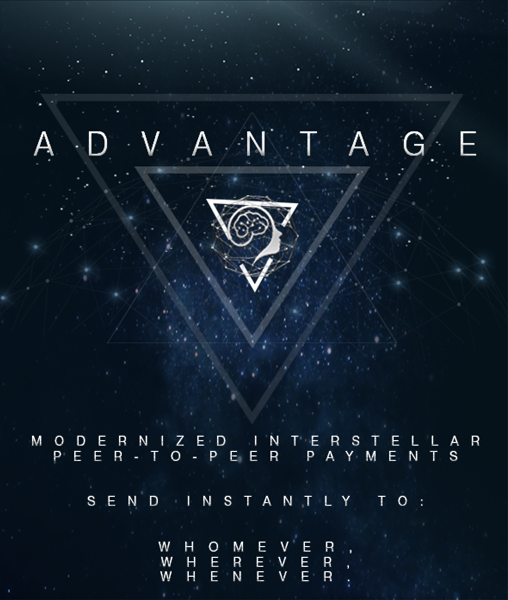 ADVANTAGE
MODERNIZED INTERSTELLAR
PEER-TO-PEER PAYMENTS
SEND INSTANTLY TO:
WHOMEVER,
WHEREVER,
WHENEVER.